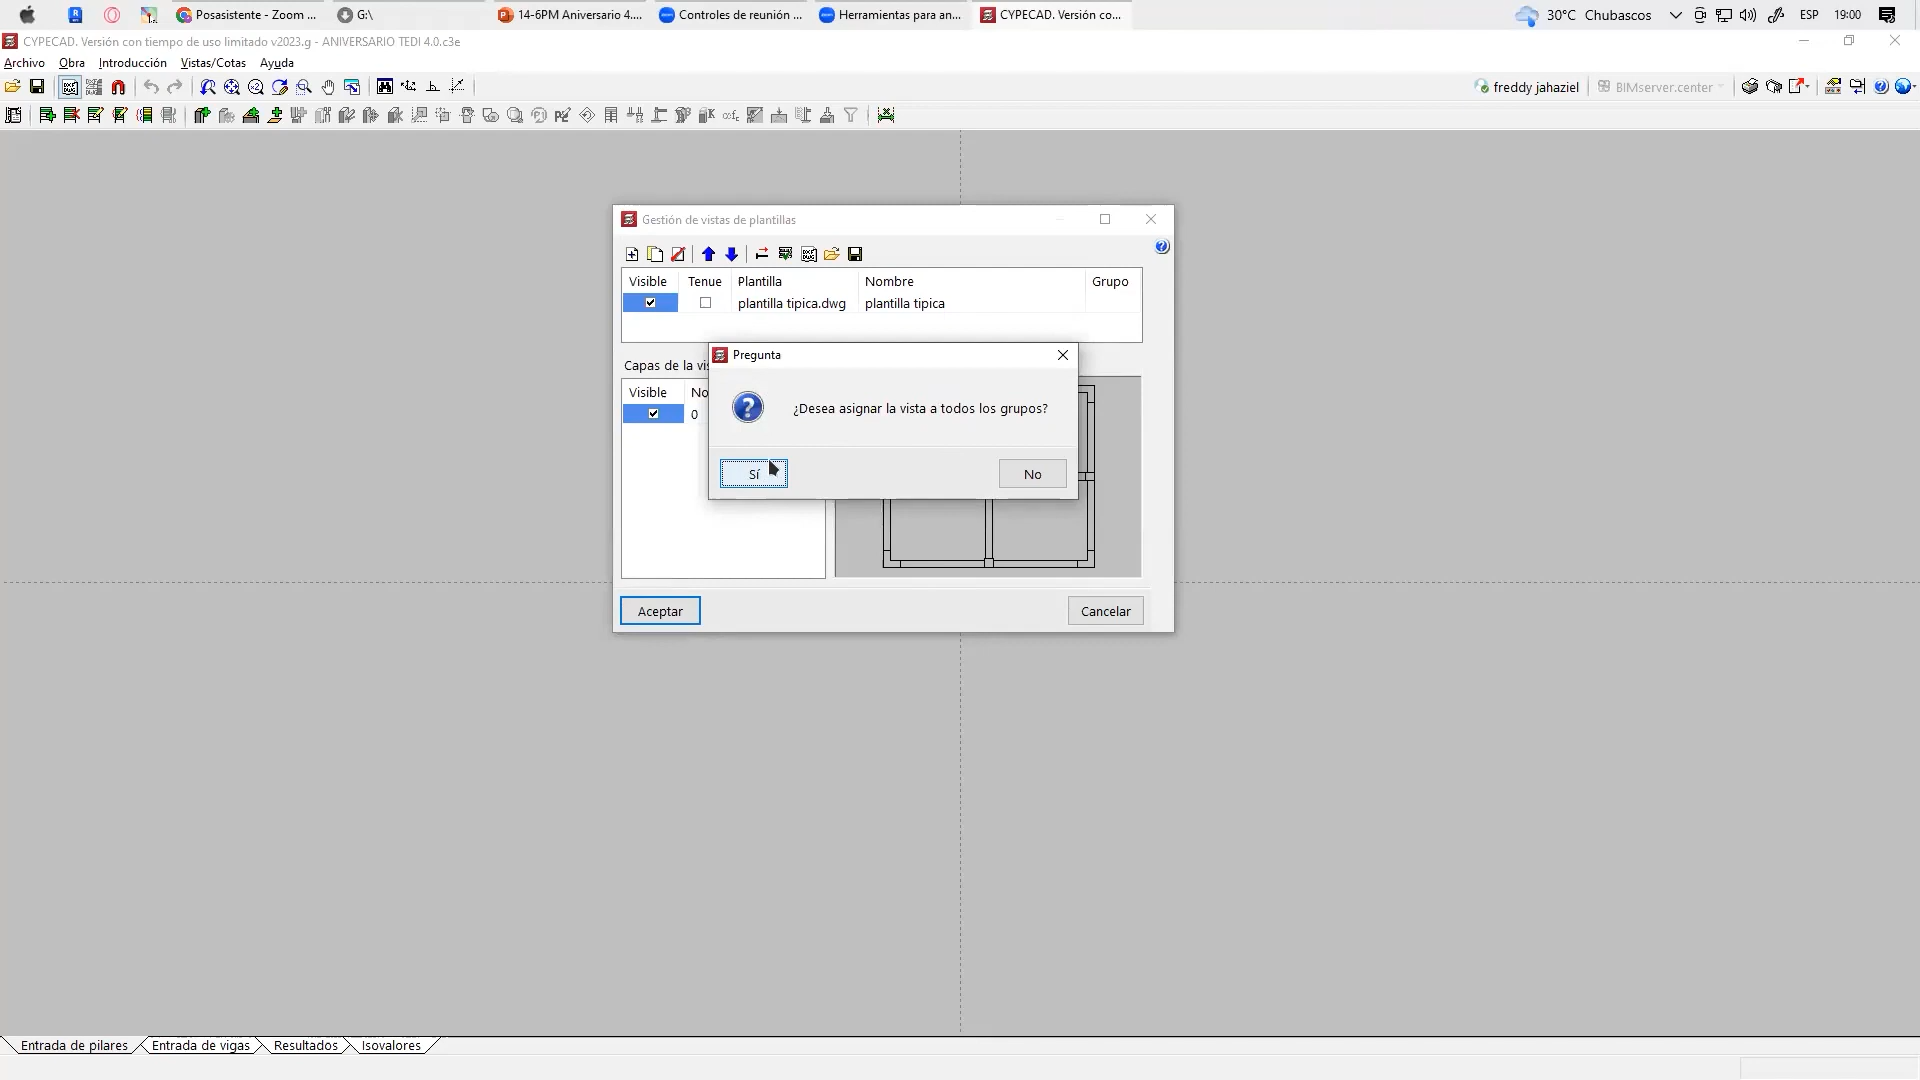 Posasistente - Zoom ...
G:\
14-6PM Aniversario 4....
Controles de reunión ...
Herramientas para an...
CYPECAD. Versión co...
30°C Chubascos
ESP
19:00
CYPECAD. Versión con tiempo de uso limitado v2023.g - ANIVERSARIO TEDI 4.0.c3e
Archivo Obra Introducción Vistas/Cotas Ayuda
freddy jahaziel
BIMserver.center
Gestión de vistas de plantillas
Visible Tenue Plantilla Nombre Grupo
plantilla tipica.dwg plantilla tipica
Capas de la vis
Visible No
0
Pregunta
¿Desea asignar la vista a todos los grupos?
Sí No
Aceptar Cancelar
Entrada de pilares Entrada de vigas Resultados Isovalores